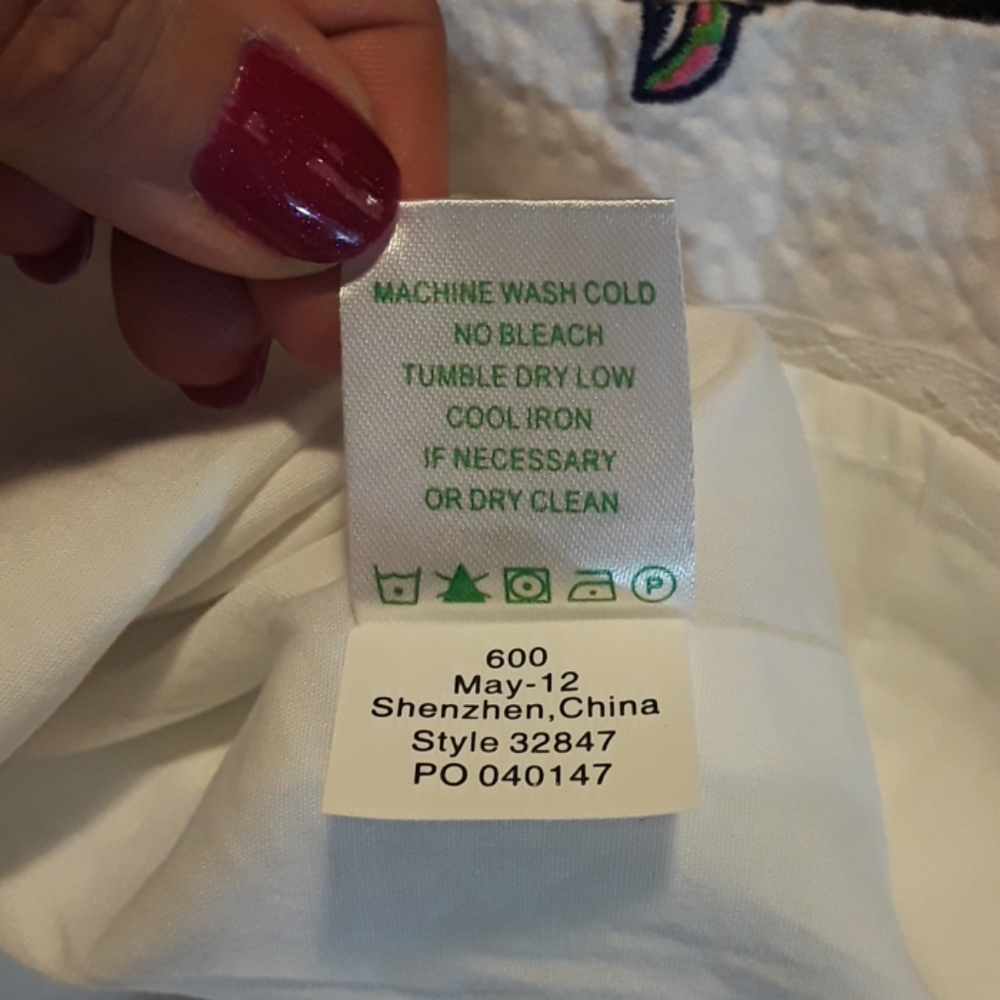 MACHINE WASH COLD
NO BLEACH
TUMBLE DRY LOW
COOL IRON
IF NECESSARY
OR DRY CLEAN
P
600
May-12
Shenzhen,China
Style 32847
PO 040147